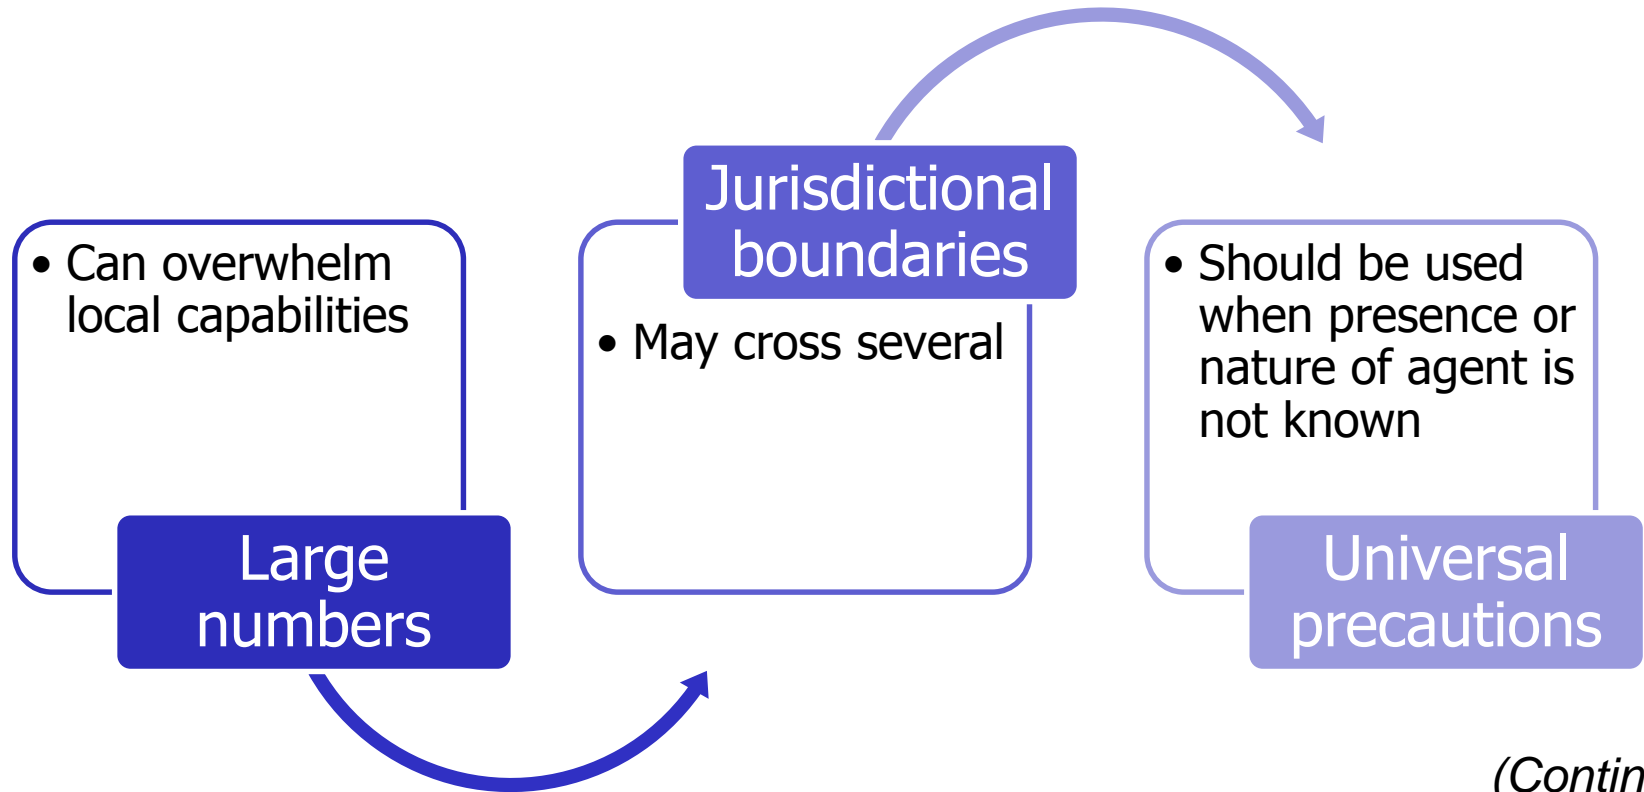 • Can overwhelm
local capabilities
Large
numbers
Jurisdictional
boundaries
• May cross several
• Should be used
when presence or
nature of agent is
not known
Universal
precautions
(Contin